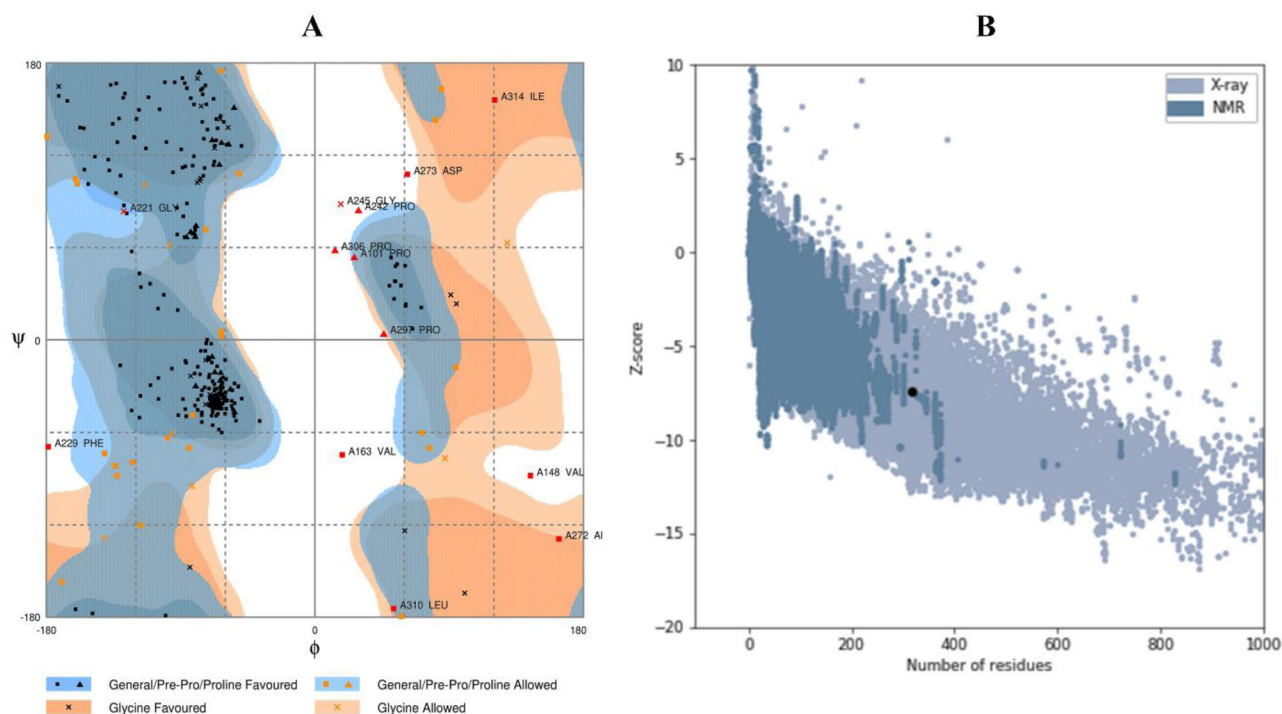 A
B
180
A314 ILE
A273 ASP
A245 GLY
A242 PRO
A221 GLY
A306 PRO
A101 PRO
A297 PRO
Ψ
0
A229 PHE
A163 VAL
A148 VAL
A272 Al
A310 LEU
-180
-180
0
180
ϕ
General/Pre-Pro/Proline Favoured
General/Pre-Pro/Proline Allowed
Glycine Favoured
Glycine Allowed
10
5
0
−5
−10
−15
−20
Z-score
X-ray
NMR
0
200
400
600
800
1000
Number of residues